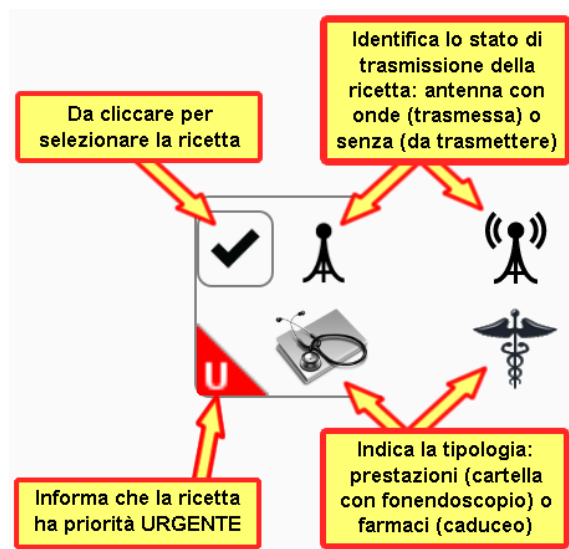 Identifica lo stato di
trasmissione della
ricetta: antenna con
onde (trasmessa) o
senza (da trasmettere)
Da cliccare per
selezionare la ricetta
U
Informa che la ricetta
ha priorità URGENTE
Indica la tipologia:
prestazioni (cartella
con fonendoscopio) o
farmaci (caduceo)